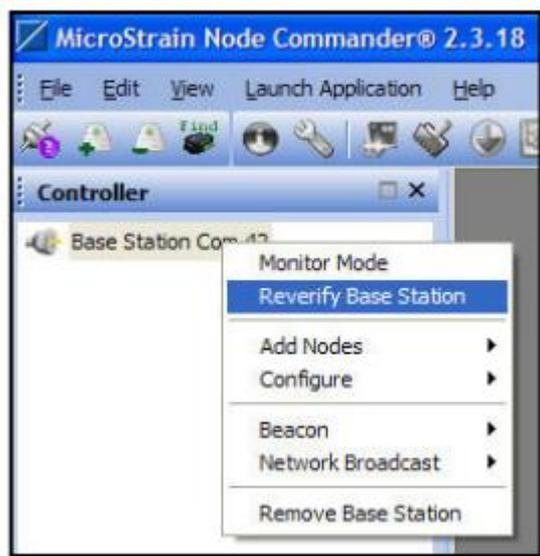 MicroStrain Node Commander® 2.3.18
File Edit View Launch Application Help
Find
Controller
Base Station Com 42
Monitor Mode
Reverify Base Station
Add Nodes
Configure
Beacon
Network Broadcast
Remove Base Station